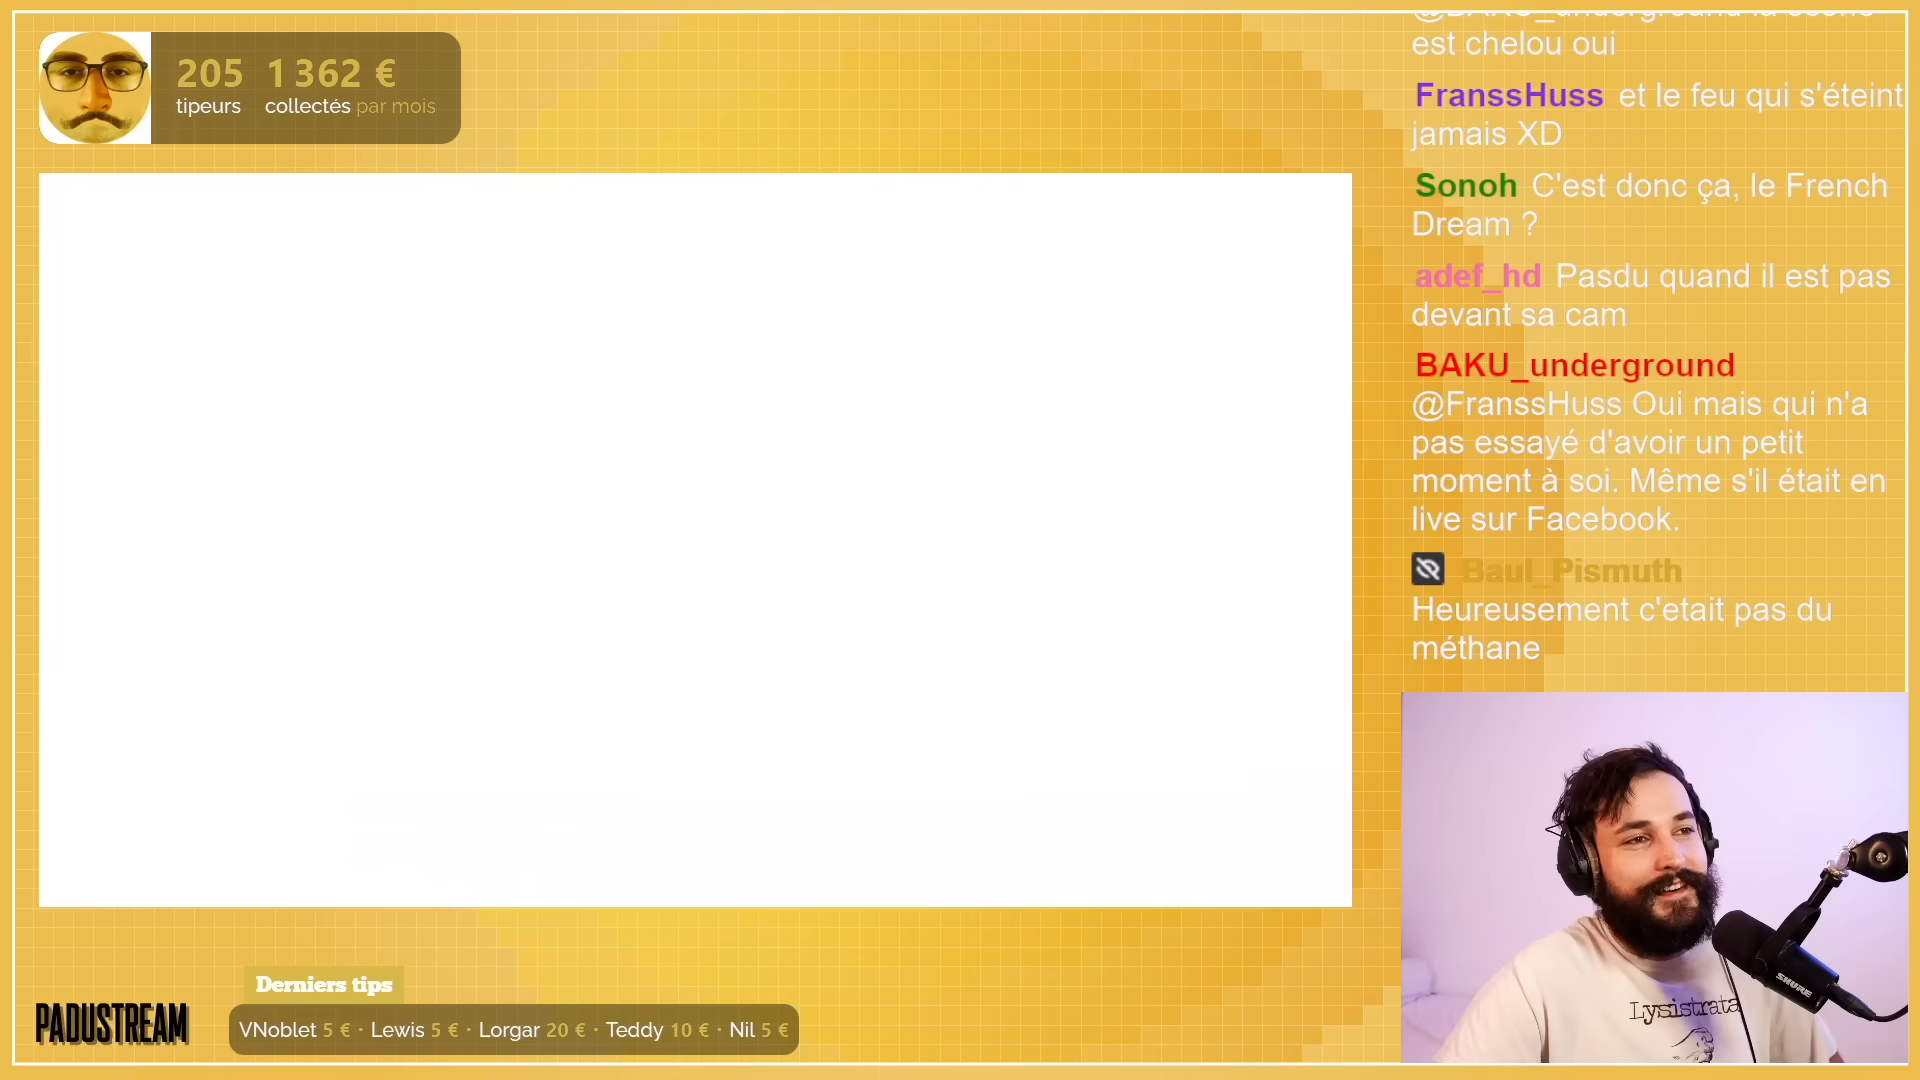 205 1 362 €
tipeurs collectés par mois
est chelou oui
FranssHuss et le feu qui s'éteint
jamais XD
Sonoh C'est donc ça, le French
Dream ?
adef_hd Pasdu quand il est pas
devant sa cam
BAKU_underground
@FranssHuss Oui mais qui n'a
pas essayé d'avoir un petit
moment à soi. Même s'il était en
live sur Facebook.
Baul_Pismuth
Heureusement c'etait pas du
méthane
Lysistrata
SHURE
Derniers tips
PADUSTREAM
VNoblet 5 € · Lewis 5 € · Lorgar 20 € · Teddy 10 € · Nil 5 €